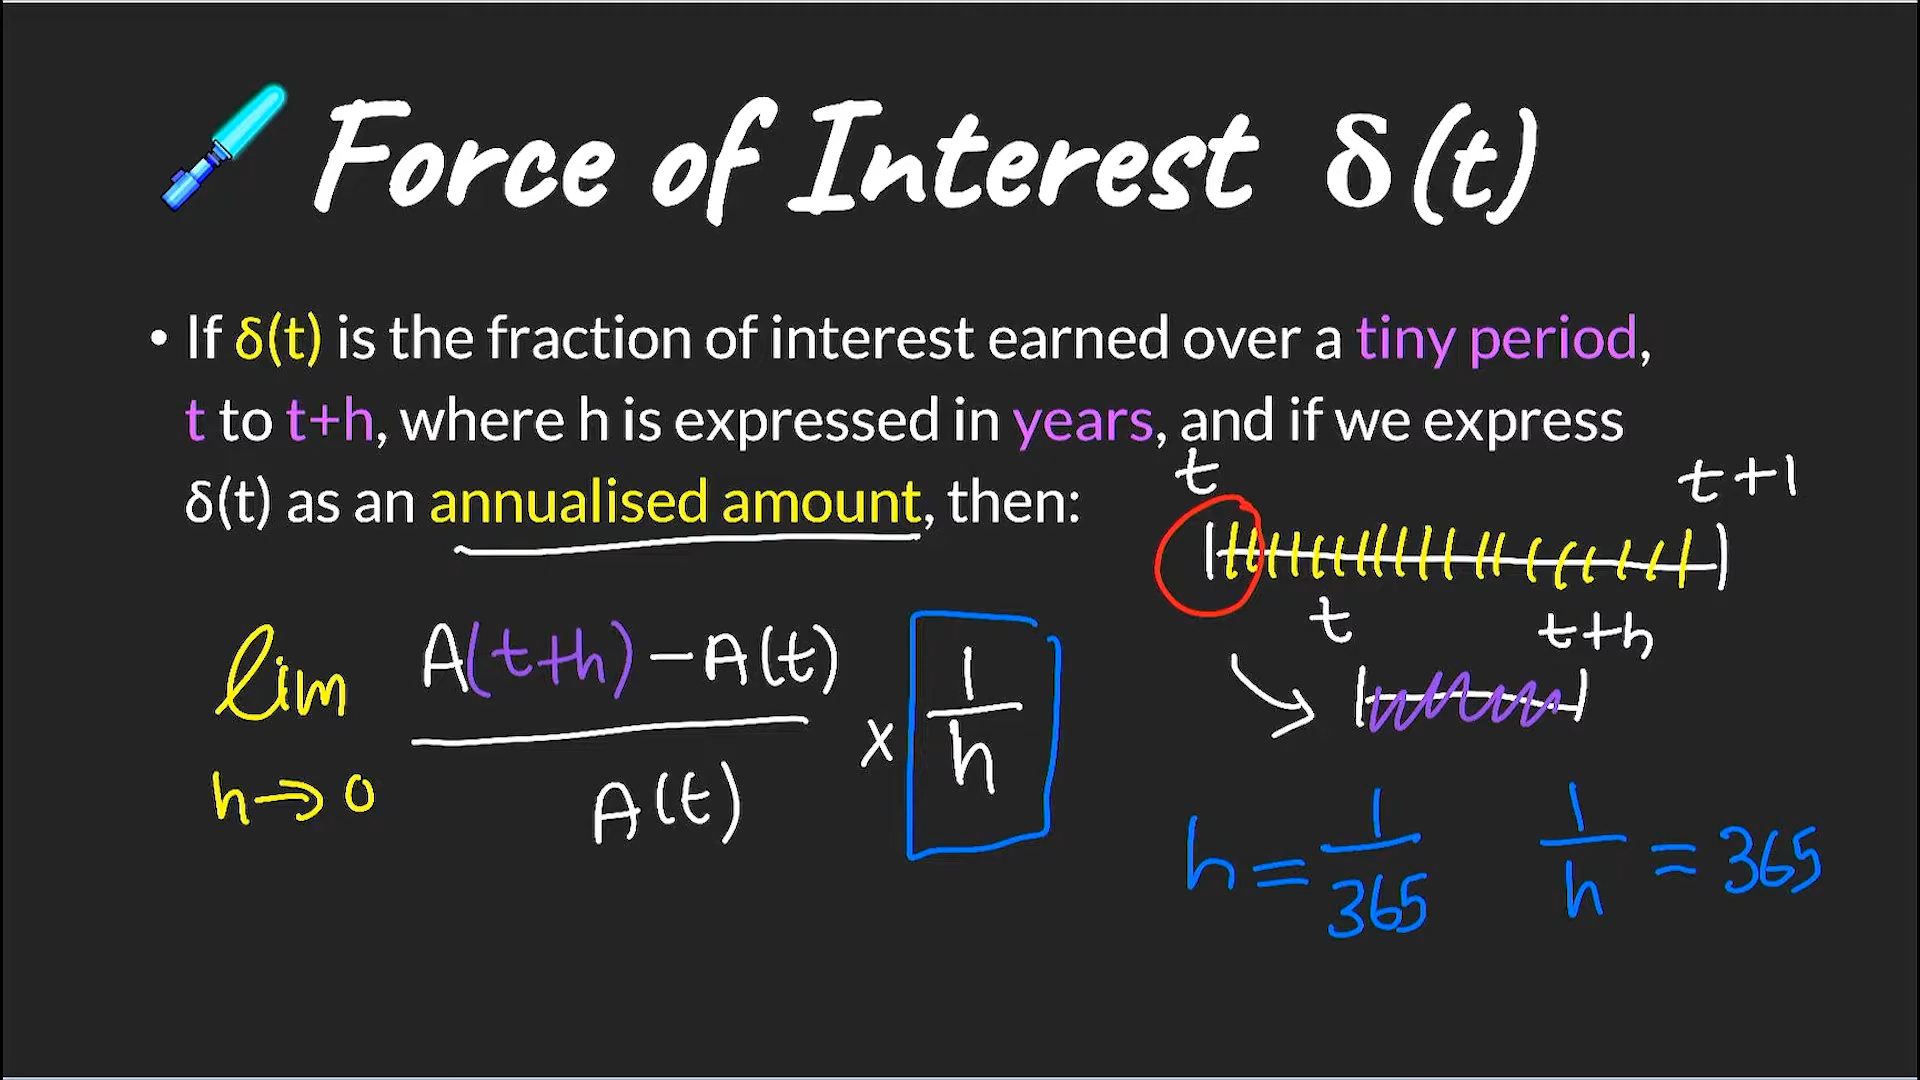 Force of Interest δ(t)
• If δ(t) is the fraction of interest earned over a tiny period,
t to t+h, where h is expressed in years, and if we express
δ(t) as an annualised amount, then:
t t+1
t t+h
lim A(t+h) – A(t) × 1
h→0 A(t) h
h = 1 1 = 365
365 h